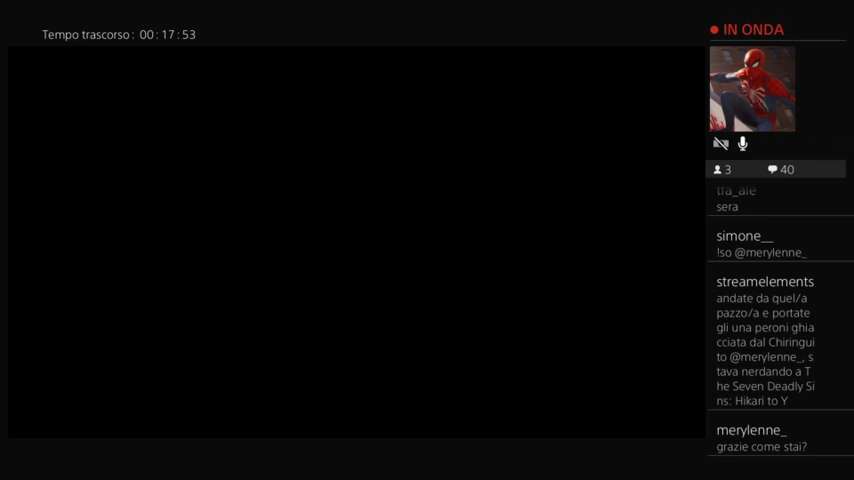 Tempo trascorso: 00:17:53
IN ONDA
3 40
sera
simone__
!so @merylenne_
streamelements
andate da quel/a
pazzo/a e portate
gli una peroni ghia
cciata dal Chiringui
to @merylenne_, s
tava nerdando a T
he Seven Deadly Si
ns: Hikari to Y
merylenne_
grazie come stai?